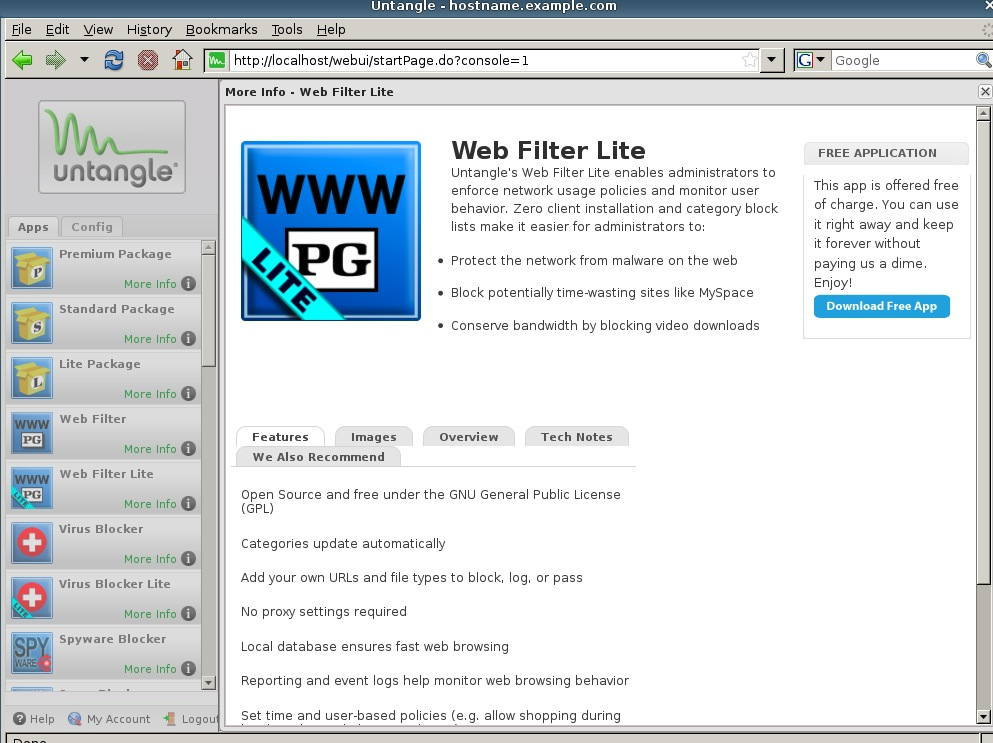 Untangle - hostname.example.com
File Edit View History Bookmarks Tools Help
http://localhost/webui/startPage.do?console=1
G Google
untangle
Apps Config
Premium Package
More Info
Standard Package
More Info
Lite Package
More Info
WWW
PG
Web Filter
More Info
WWW
PG
LITE
Web Filter Lite
More Info
Virus Blocker
More Info
LITE
Virus Blocker Lite
More Info
SPY
WARE
Spyware Blocker
More Info
Help My Account Logout
More Info - Web Filter Lite
WWW
PG
LITE
Web Filter Lite
Untangle's Web Filter Lite enables administrators to
enforce network usage policies and monitor user
behavior. Zero client installation and category block
lists make it easier for administrators to:
• Protect the network from malware on the web
• Block potentially time-wasting sites like MySpace
• Conserve bandwidth by blocking video downloads
FREE APPLICATION
This app is offered free
of charge. You can use
it right away and keep
it forever without
paying us a dime.
Enjoy!
Download Free App
Features Images Overview Tech Notes
We Also Recommend
Open Source and free under the GNU General Public License
(GPL)
Categories update automatically
Add your own URLs and file types to block, log, or pass
No proxy settings required
Local database ensures fast web browsing
Reporting and event logs help monitor web browsing behavior
Set time and user-based policies (e.g. allow shopping during
Done